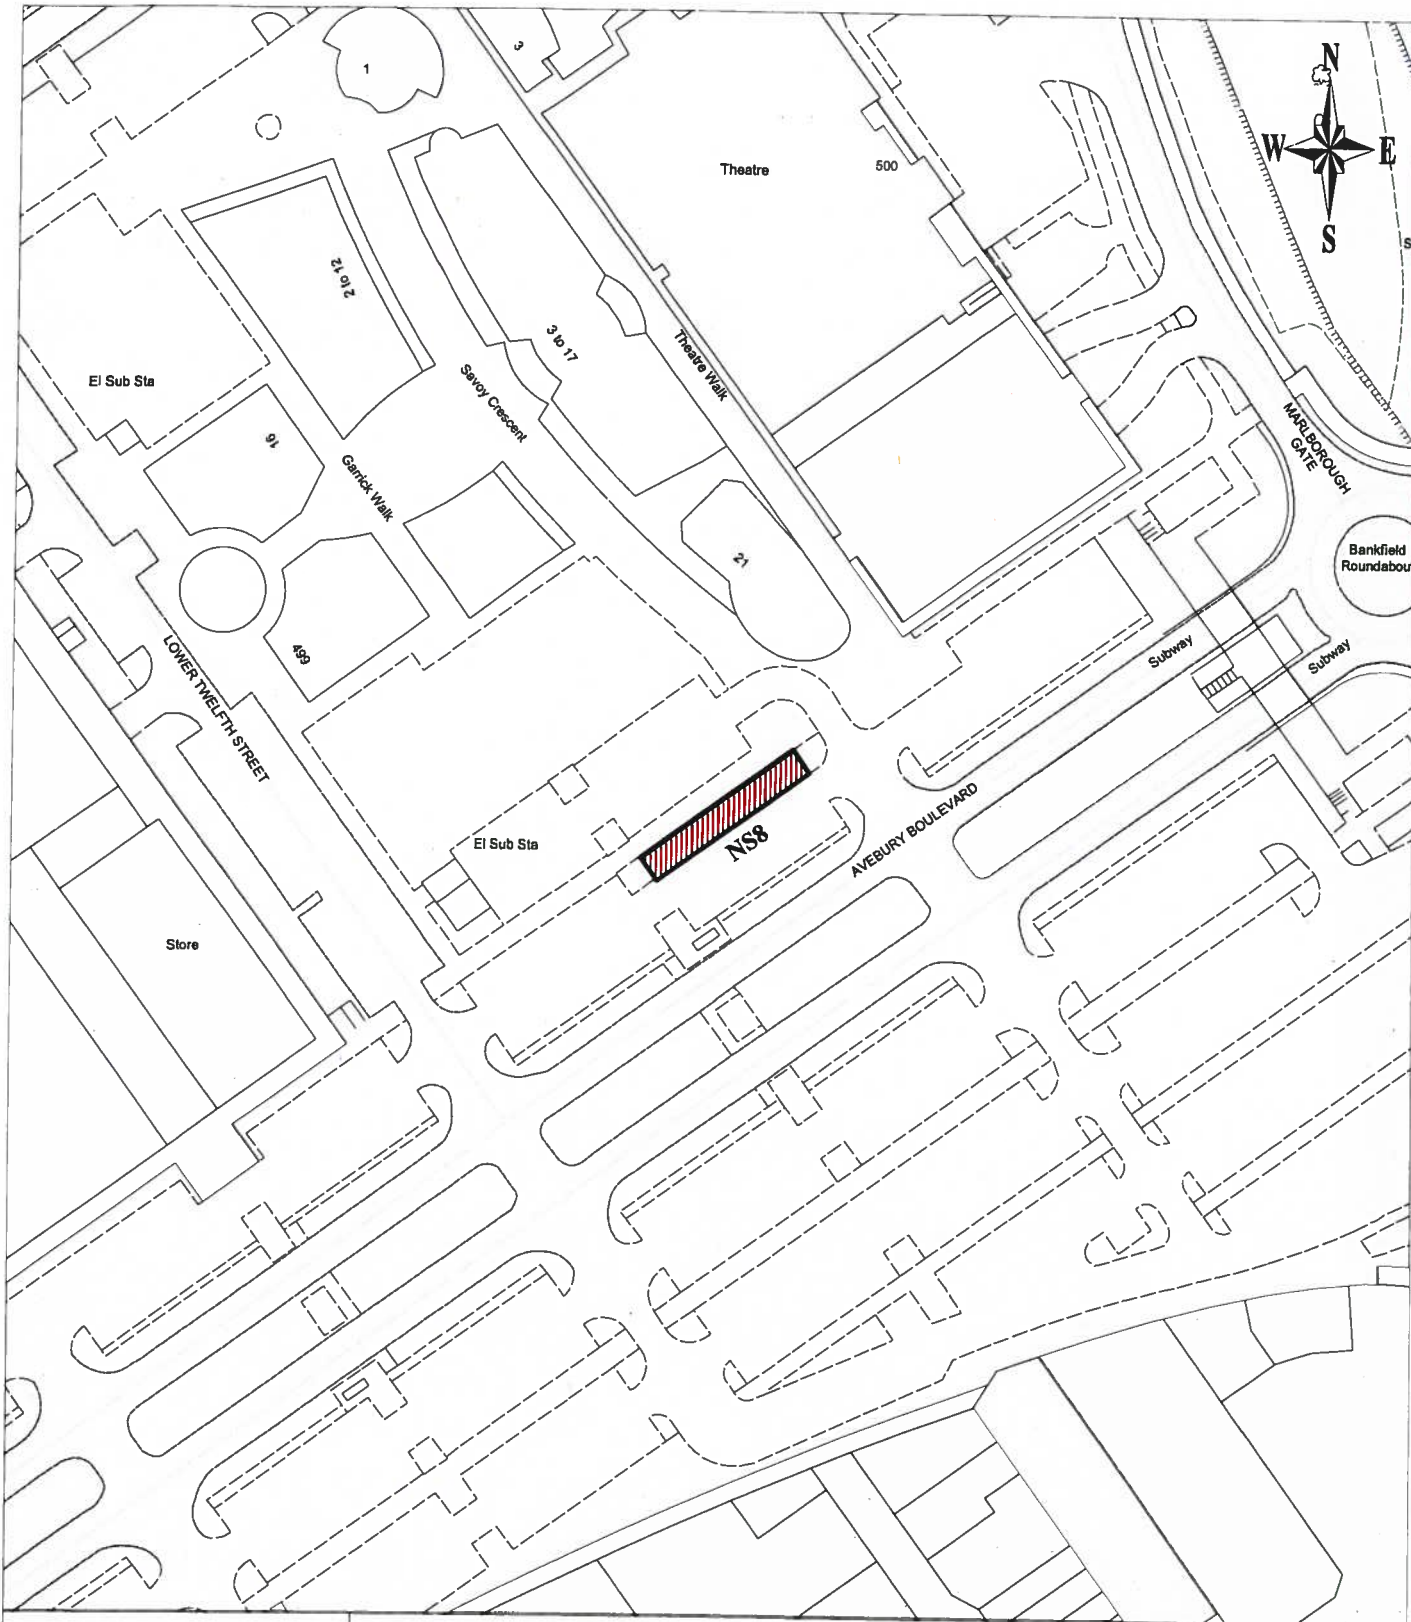 1
3
N
W
E
S
Theatre
500
S
2 to 12
3 to 17
Theatre Walk
El Sub Sta
Savoy Crescent
16
Garrick Walk
MARLBOROUGH
GATE
21
Bankfield
Roundabou
499
LOWER TWELFTH STREET
Subway
Subway
El Sub Sta
NS8
AVEBURY BOULEVARD
Store